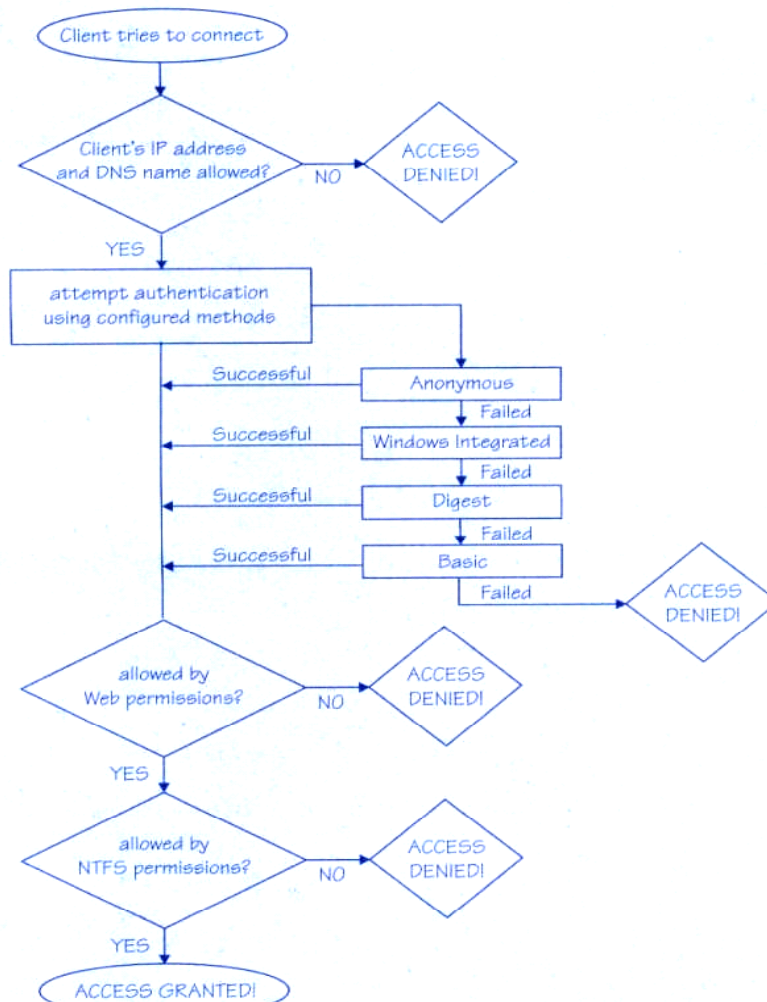 Client tries to connect
Client's IP address
and DNS name allowed?
NO
ACCESS
DENIED!
YES
attempt authentication
using configured methods
Successful
Anonymous
Failed
Successful
Windows Integrated
Failed
Successful
Digest
Failed
Successful
Basic
Failed
ACCESS
DENIED!
allowed by
Web permissions?
NO
ACCESS
DENIED!
YES
allowed by
NTFS permissions?
NO
ACCESS
DENIED!
YES
ACCESS GRANTED!